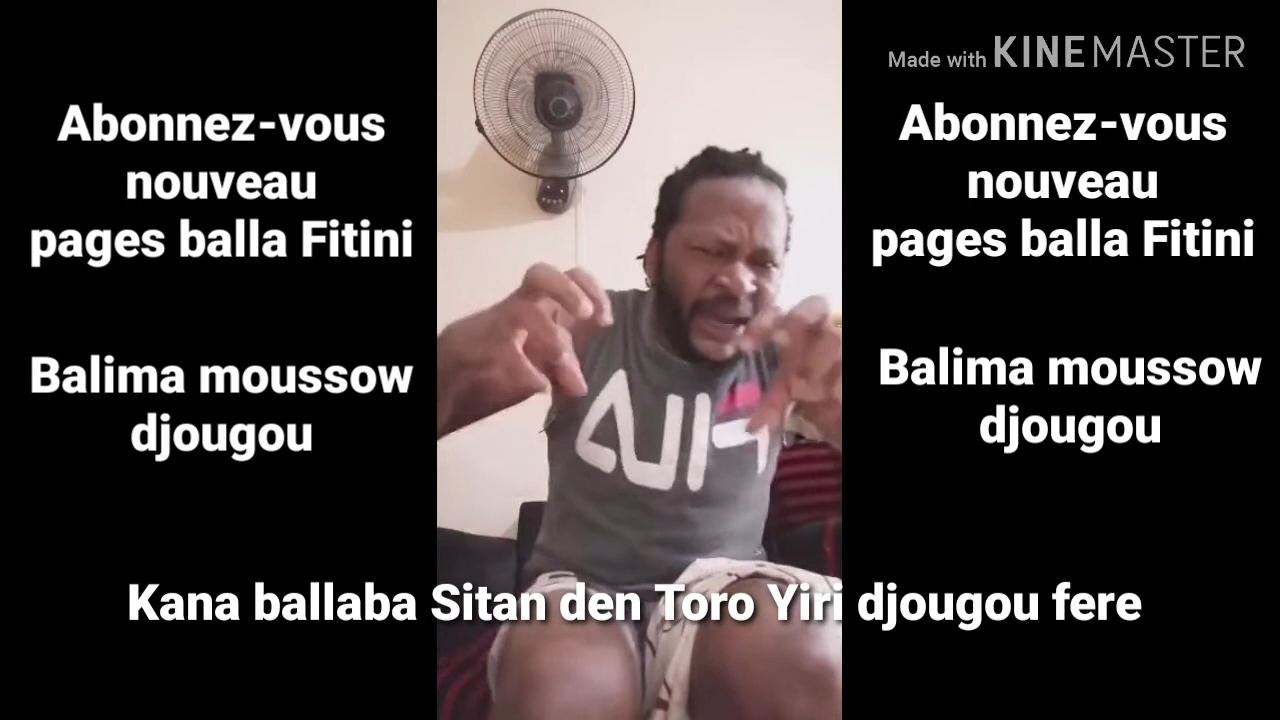 Made with KINEMASTER
Abonnez-vous
nouveau
pages balla Fitini
Abonnez-vous
nouveau
pages balla Fitini
Balima moussow
djougou
Balima moussow
djougou
Kana ballaba Sitan den Toro Yiri djougou fere